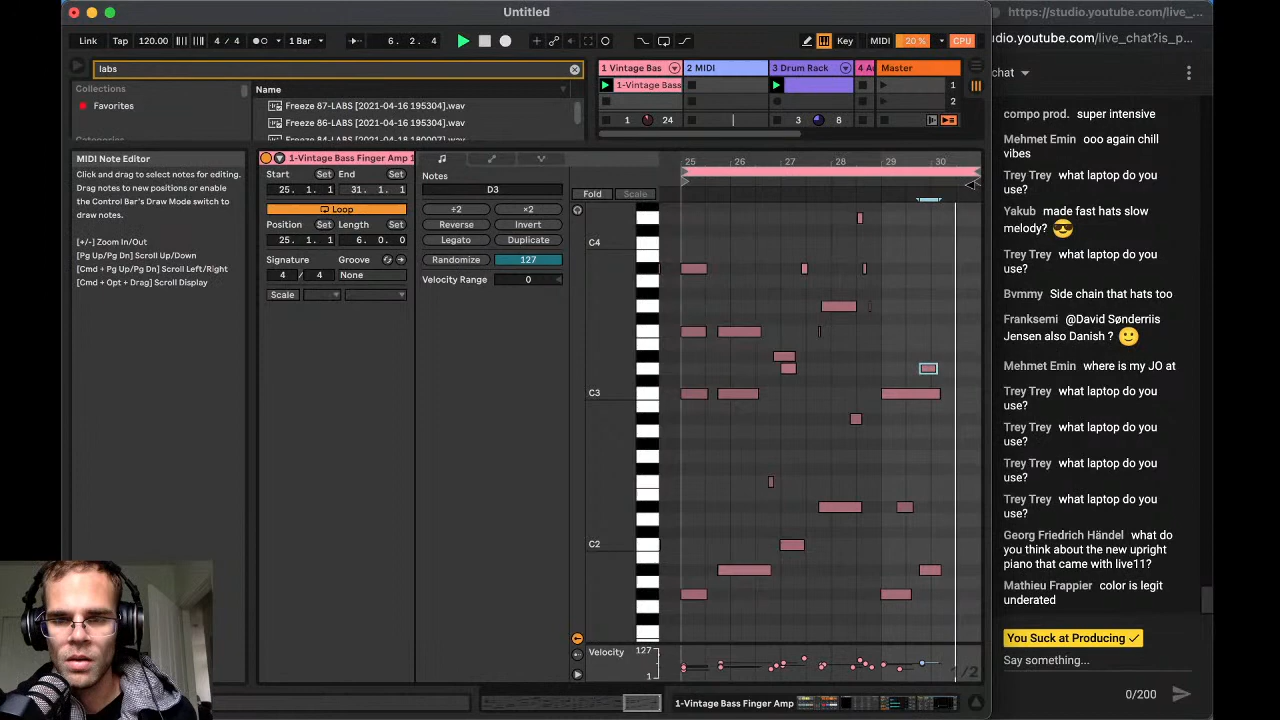 Untitled
https://studio.youtube.com/live_...
dio.youtube.com/live_chat?is_p...
Link Tap 120.00 4 / 4 1 Bar 6. 2. 4 Key MIDI 20 % CPU
labs
Collections
Favorites
Name
Freeze 87-LABS [2021-04-16 195304].wav
Freeze 86-LABS [2021-04-16 195304].wav
1 Vintage Bas 2 MIDI 3 Drum Rack 4 A Master
1-Vintage Bass 1
2
1 24 3 8 6
MIDI Note Editor
Click and drag to select notes for editing.
Drag notes to new positions or enable
the Control Bar's Draw Mode switch to
draw notes.
[+/-] Zoom In/Out
[Pg Up/Pg Dn] Scroll Up/Down
[Cmd + Pg Up/Pg Dn] Scroll Left/Right
[Cmd + Opt + Drag] Scroll Display
1-Vintage Bass Finger Amp 1
Start Set End Set
25. 1. 1 31. 1. 1
Loop
Position Set Length Set
25. 1. 1 6. 0. 0
Signature Groove
4 / 4 None
Scale
Notes
D3
÷2 ×2
Reverse Invert
Legato Duplicate
Randomize 127
Velocity Range 0
25 26 27 28 29 30
Fold Scale
C4
C3
C2
Velocity 127
1
1/2
1-Vintage Bass Finger Amp
chat
compo prod. super intensive
Mehmet Emin ooo again chill
vibes
Trey Trey what laptop do you
use?
Yakub made fast hats slow
melody? 😎
Trey Trey what laptop do you
use?
Bvmmy Side chain that hats too
Franksemi @David Sønderriis
Jensen also Danish ? 🙂
Mehmet Emin where is my JO at
Trey Trey what laptop do you
use?
Trey Trey what laptop do you
use?
Trey Trey what laptop do you
use?
Trey Trey what laptop do you
use?
Georg Friedrich Händel what do
you think about the new upright
piano that came with live11?
Mathieu Frappier color is legit
underated
You Suck at Producing ✓
Say something...
0/200